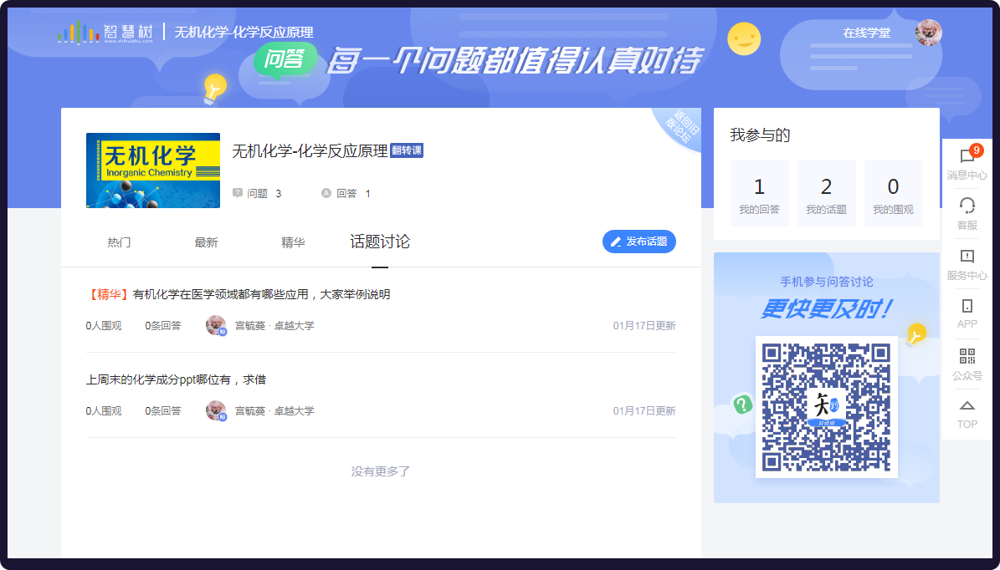 智慧树
www.zhihuishu.com
无机化学-化学反应原理
在线学堂
问答
每一个问题都值得认真对待
返回旧
版论坛
无机化学
Inorganic Chemistry
无机化学-化学反应原理 翻转课
问题 3 回答 1
热门 最新 精华 话题讨论 发布话题
【精华】有机化学在医学领域都有哪些应用，大家举例说明
0人围观 0条回答 宫毓蒆 · 卓越大学 01月17日更新
上周末的化学成分ppt哪位有，求借
0人围观 0条回答 宫毓蒆 · 卓越大学 01月17日更新
没有更多了
我参与的
1 2 0
我的回答 我的话题 我的围观
手机参与问答讨论
更快更及时！
9
消息中心
客服
服务中心
APP
公众号
TOP